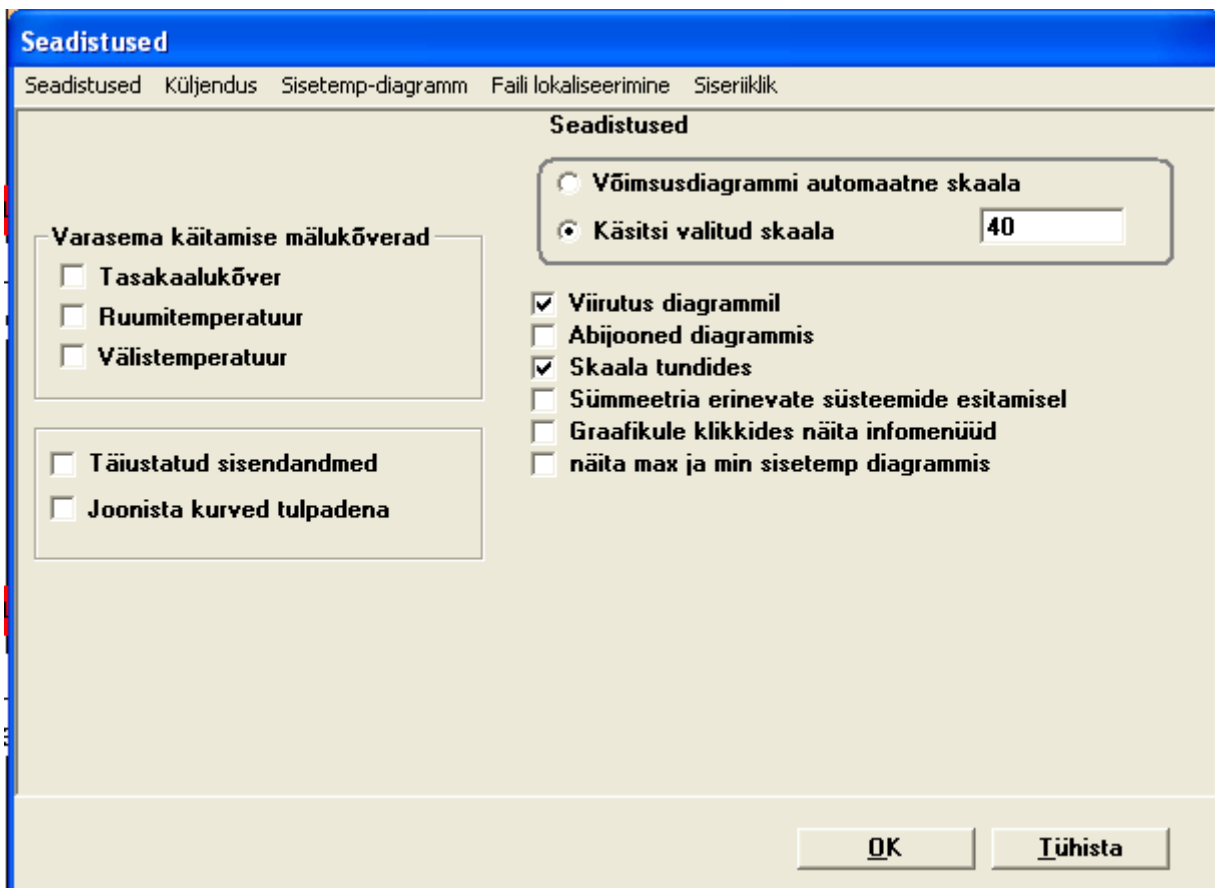 Seadistused
Seadistused Küljendus Sisetemp-diagramm Faili lokaliseerimine Siseriiklik
Seadistused
Võimsusdiagrammi automaatne skaala
Käsitsi valitud skaala 40
Varasema käitamise mälukõverad
Tasakaalukõver
Ruumitemperatuur
Välistemperatuur
Täiustatud sisendandmed
Joonista kurved tulpadena
Viirutus diagrammil
Abijooned diagrammis
Skaala tundides
Sümmeetria erinevate süsteemide esitamisel
Graafikule klikkides näita infomenüüd
näita max ja min sisetemp diagrammis
OK Tühista